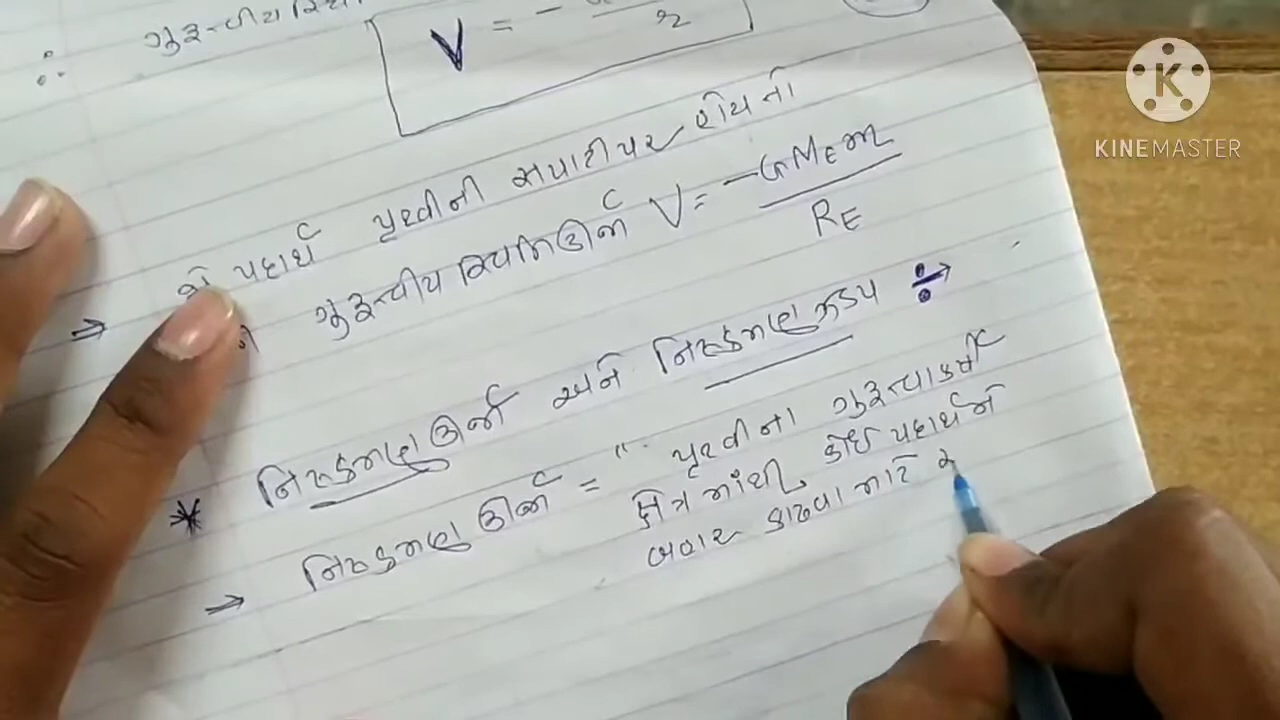 ∴ ગુરુત્વીય
V = -
r
⇒ જો પદાર્થ પૃથ્વીની સપાટીપર હોય તો
ગુરુત્વીય સ્થિતિઊર્જા V = -GMEm
RE
* નિષ્ક્રમણ ઊર્જા અને નિષ્ક્રમણ ઝડપ ÷→
→ નિષ્ક્રમણ ઊર્જા = " પૃથ્વીના ગુરુત્વાકર્ષ
ક્ષેત્ર માંથી કોઈ પદાર્થને
બહાર કાઢવા માટે
K
KINEMASTER